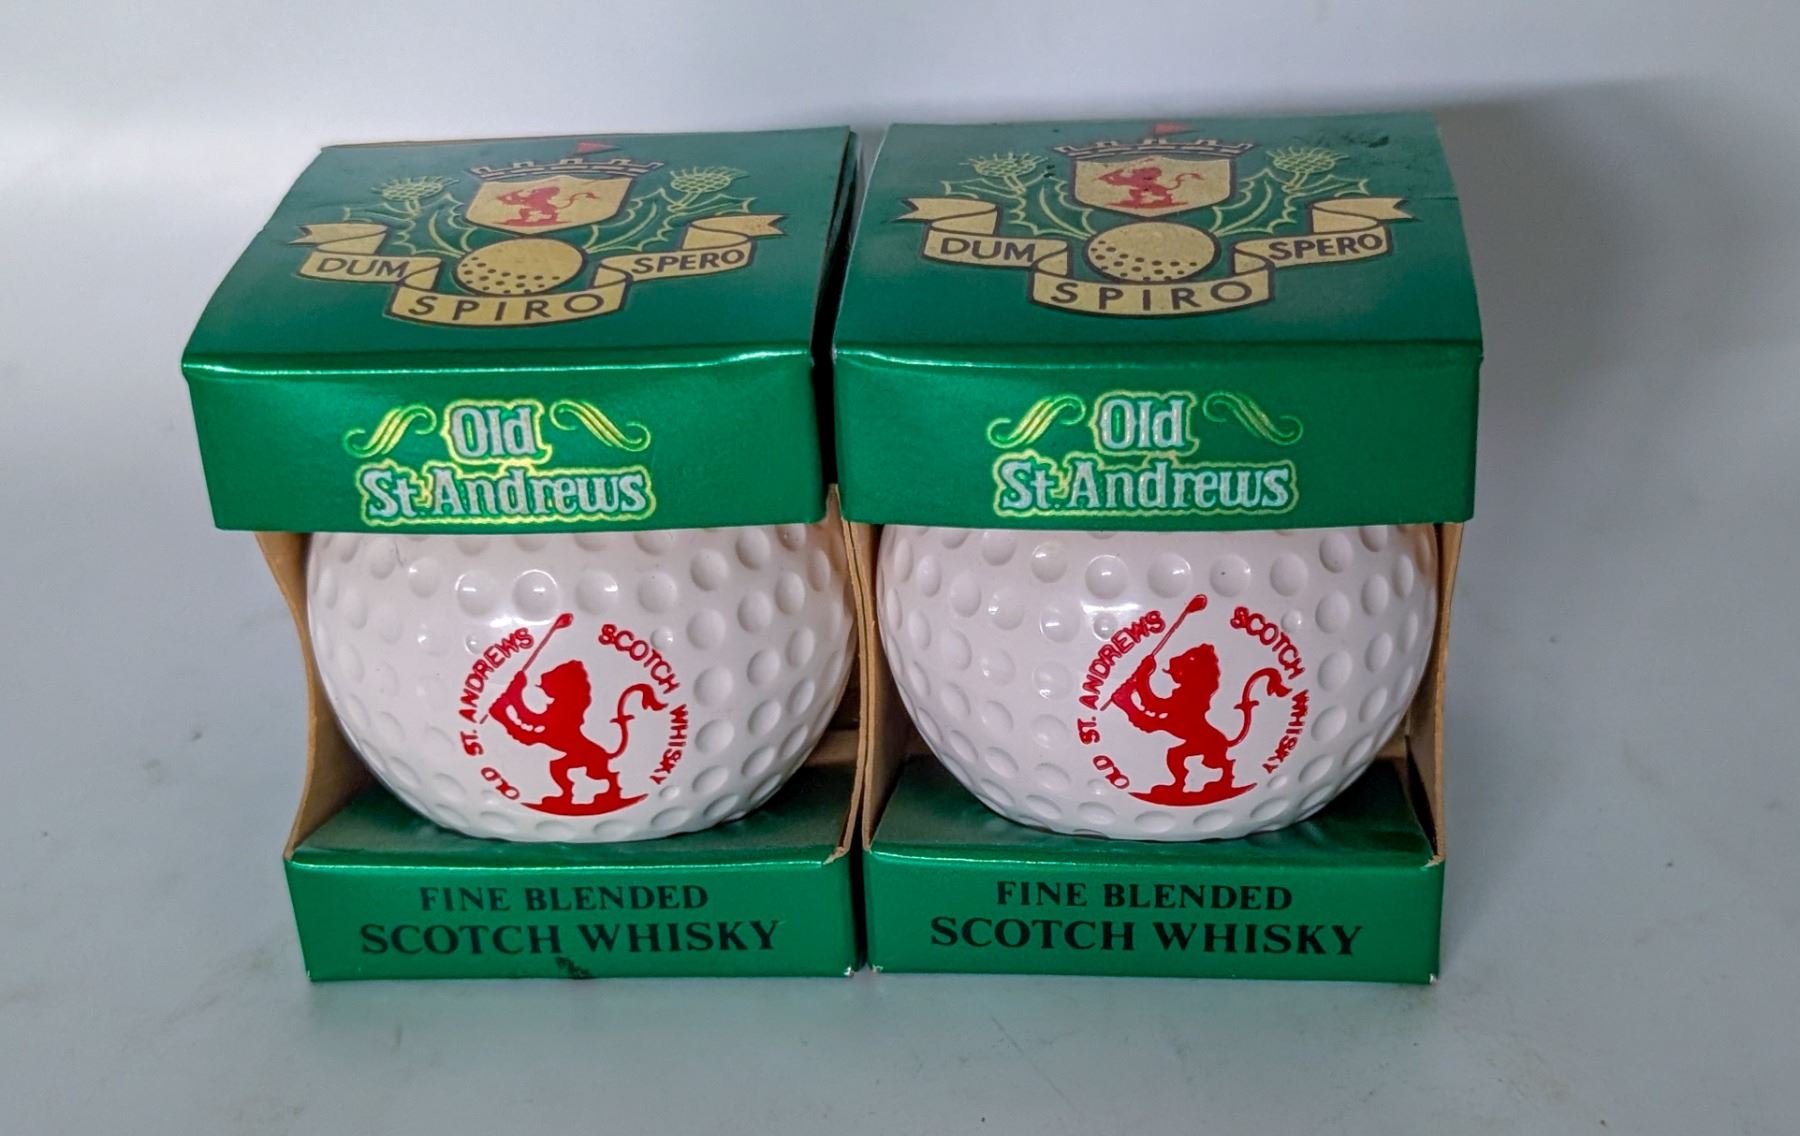 DUM SPIRO SPERO
Old
St. Andrews
OLD ST. ANDREWS SCOTCH WHISKY
FINE BLENDED
SCOTCH WHISKY
DUM SPIRO SPERO
Old
St. Andrews
OLD ST. ANDREWS SCOTCH WHISKY
FINE BLENDED
SCOTCH WHISKY